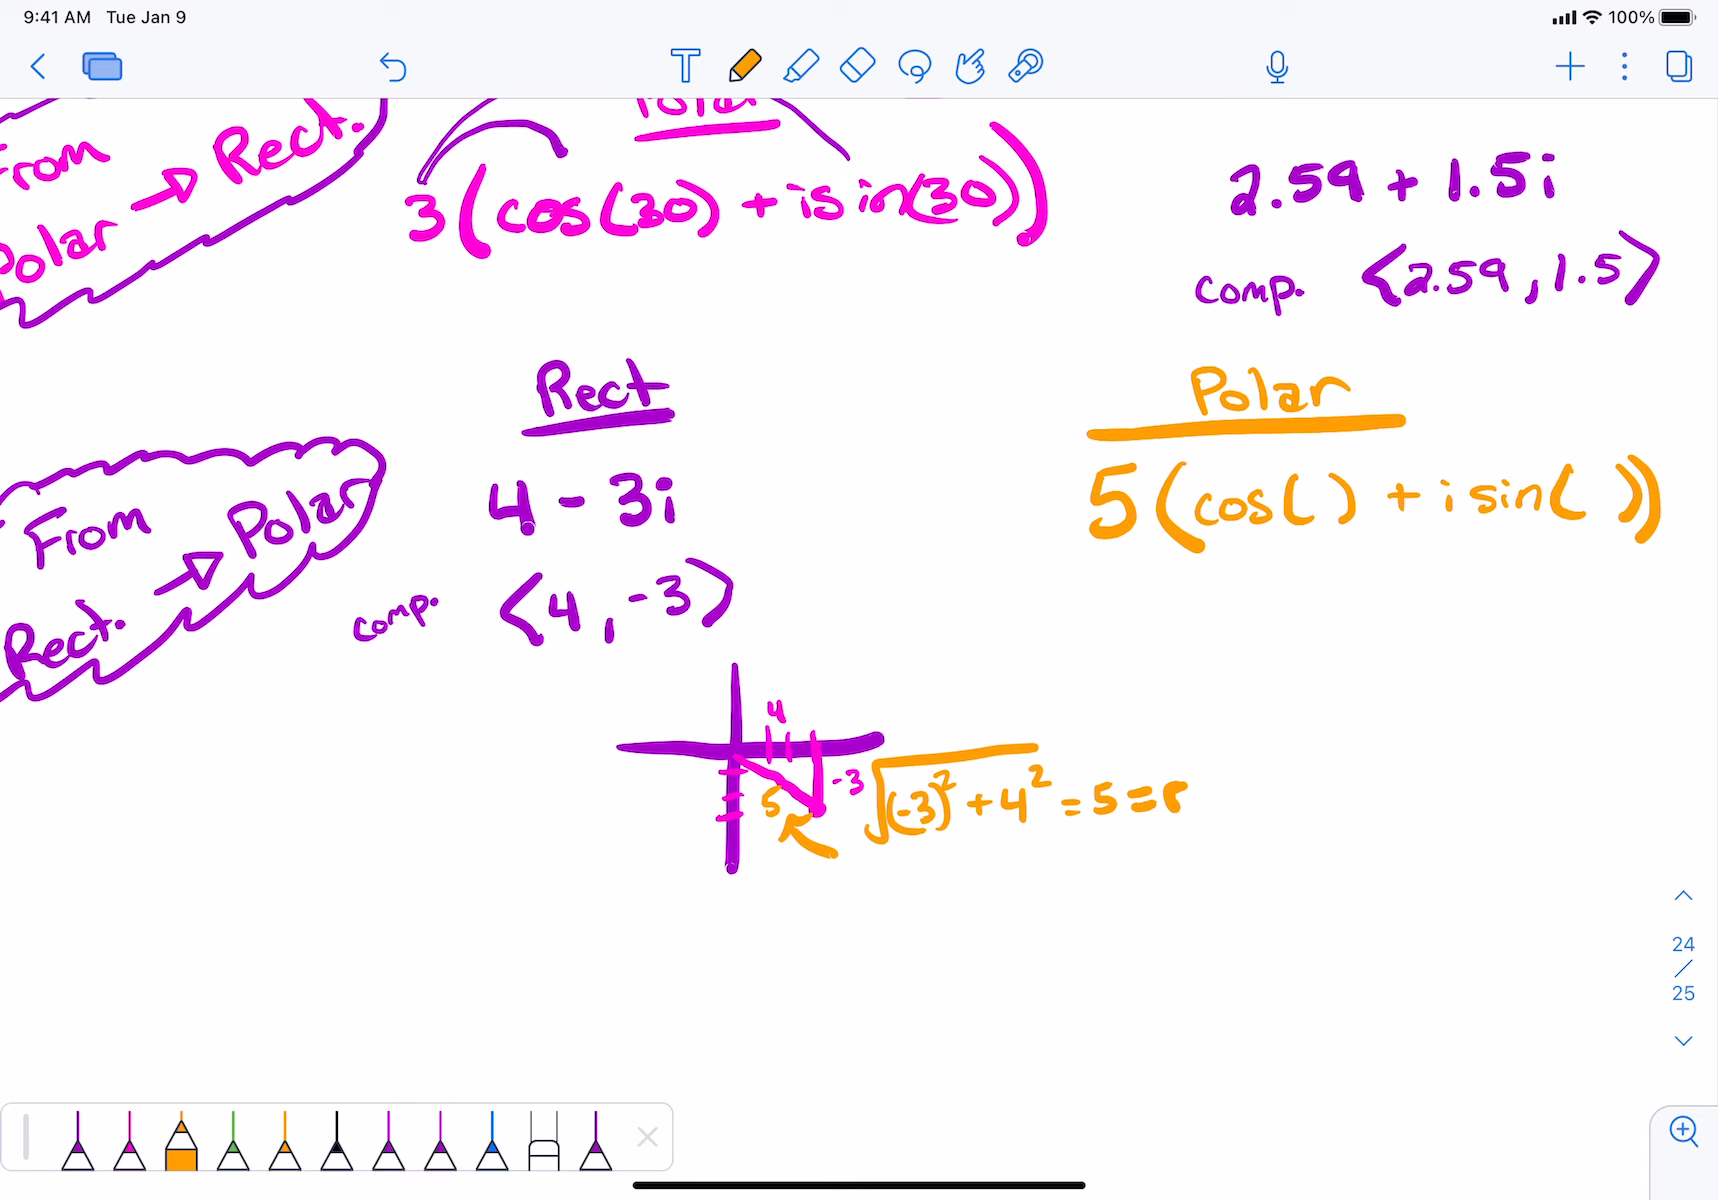 9:41 AM Tue Jan 9
100%
From
Polar → Rect.
Polar
3(cos(30) + i sin(30))
2.59 + 1.5i
comp. ⟨2.59, 1.5⟩
From
Rect. → Polar
Rect
4 - 3i
comp. ⟨4, -3⟩
Polar
5(cos( ) + i sin( ))
4
-3
5
√(-3)² + 4² = 5 = r
24
/
25